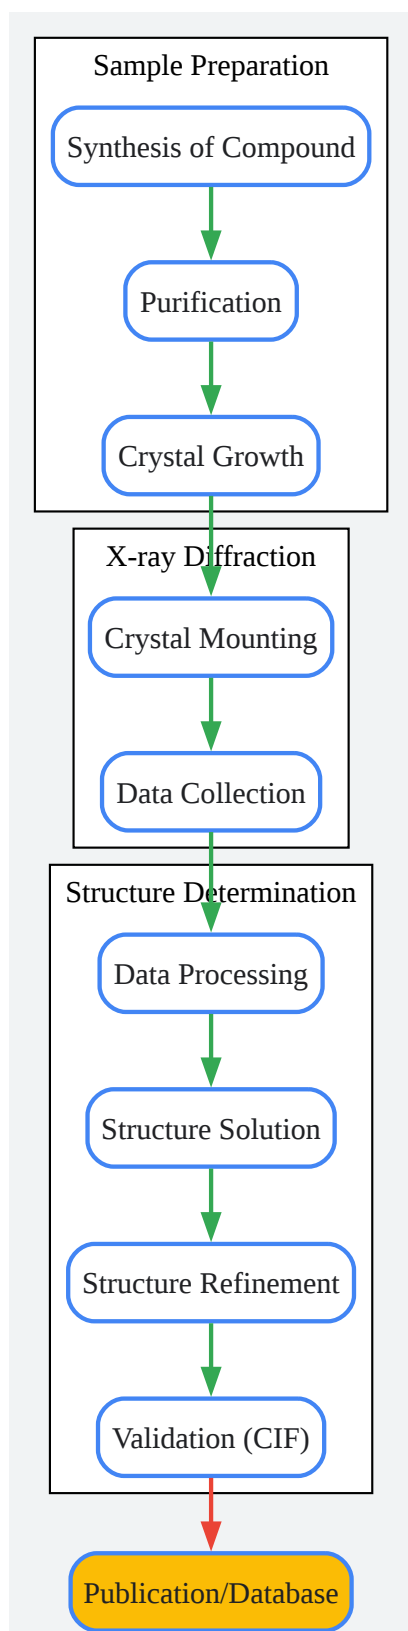 Sample Preparation
Synthesis of Compound
Purification
Crystal Growth
X-ray Diffraction
Crystal Mounting
Data Collection
Structure Determination
Data Processing
Structure Solution
Structure Refinement
Validation (CIF)
Publication/Database